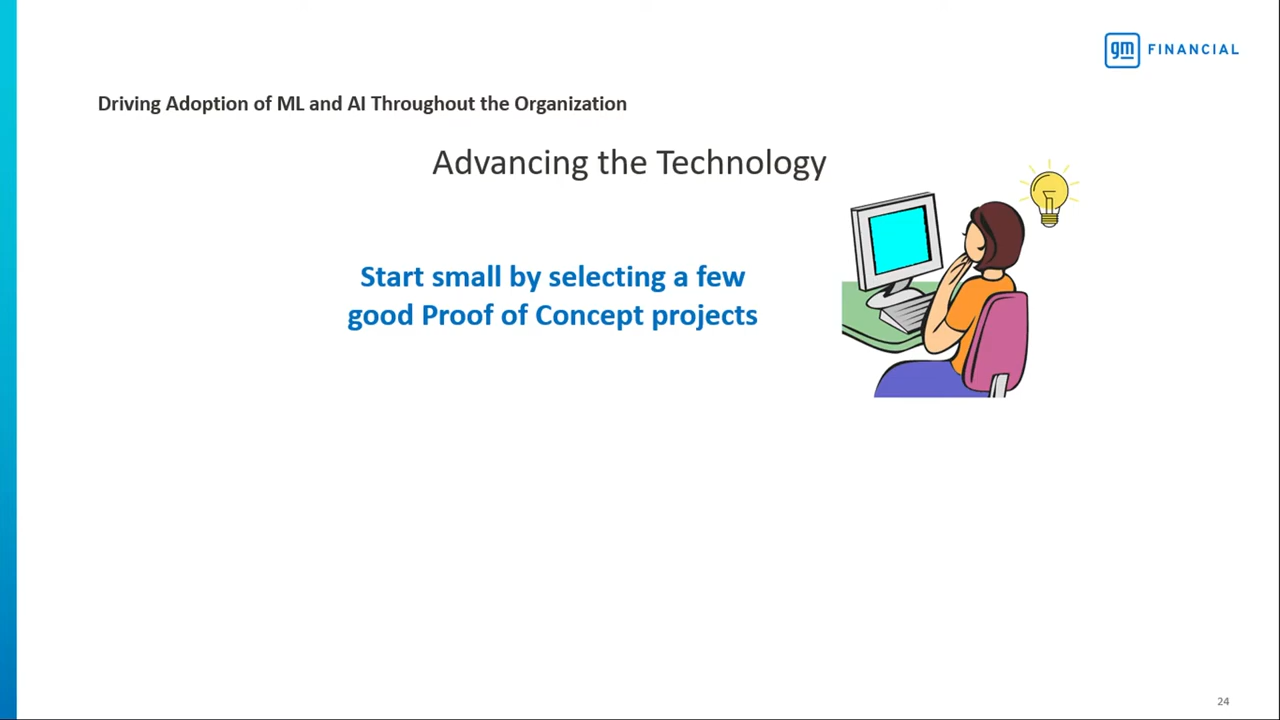 gm FINANCIAL
Driving Adoption of ML and AI Throughout the Organization
Advancing the Technology
Start small by selecting a few
good Proof of Concept projects
24